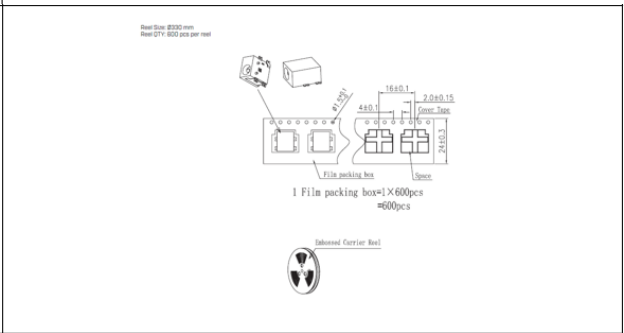 Reel Size: Ø330 mm
Reel QTY: 600 pcs per reel
16±0.1
2.0±0.15
4±0.1
Cover Tape
24±0.3
Film packing box
Space
1 Film packing box=1×600pcs
=600pcs
Embossed Carrier Reel